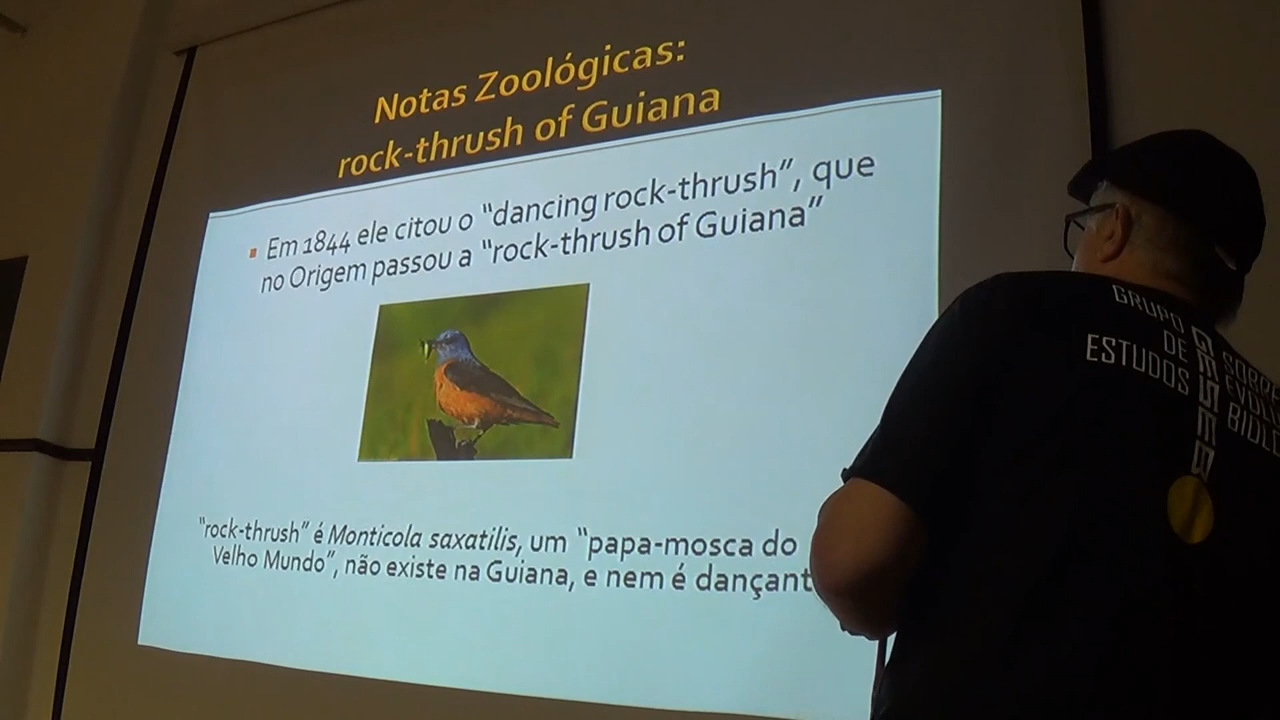 Notas Zoológicas:
rock-thrush of Guiana
Em 1844 ele citou o “dancing rock-thrush”, que
no Origem passou a “rock-thrush of Guiana”
“rock-thrush” é Monticola saxatilis, um “papa-mosca do
Velho Mundo”, não existe na Guiana, e nem é dançant
GRUPO
DE
ESTUDOS